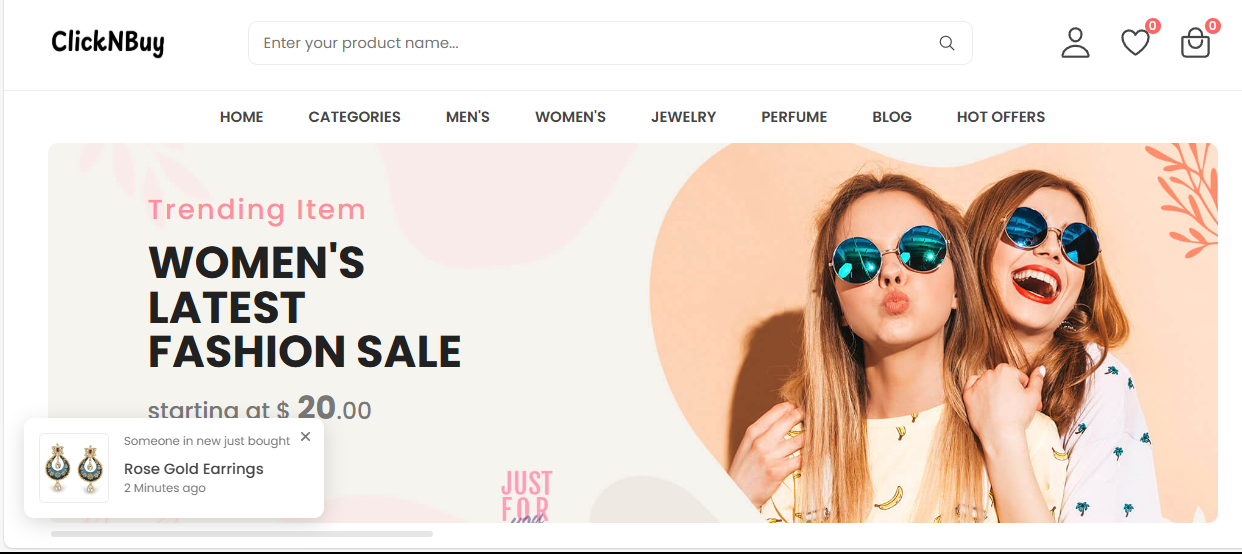 ClickNBuy
Enter your product name...
0
0
HOME CATEGORIES MEN'S WOMEN'S JEWELRY PERFUME BLOG HOT OFFERS
Trending Item
WOMEN'S
LATEST
FASHION SALE
starting at $ 20.00
Someone in new just bought
Rose Gold Earrings
2 Minutes ago
JUST
FOR
you